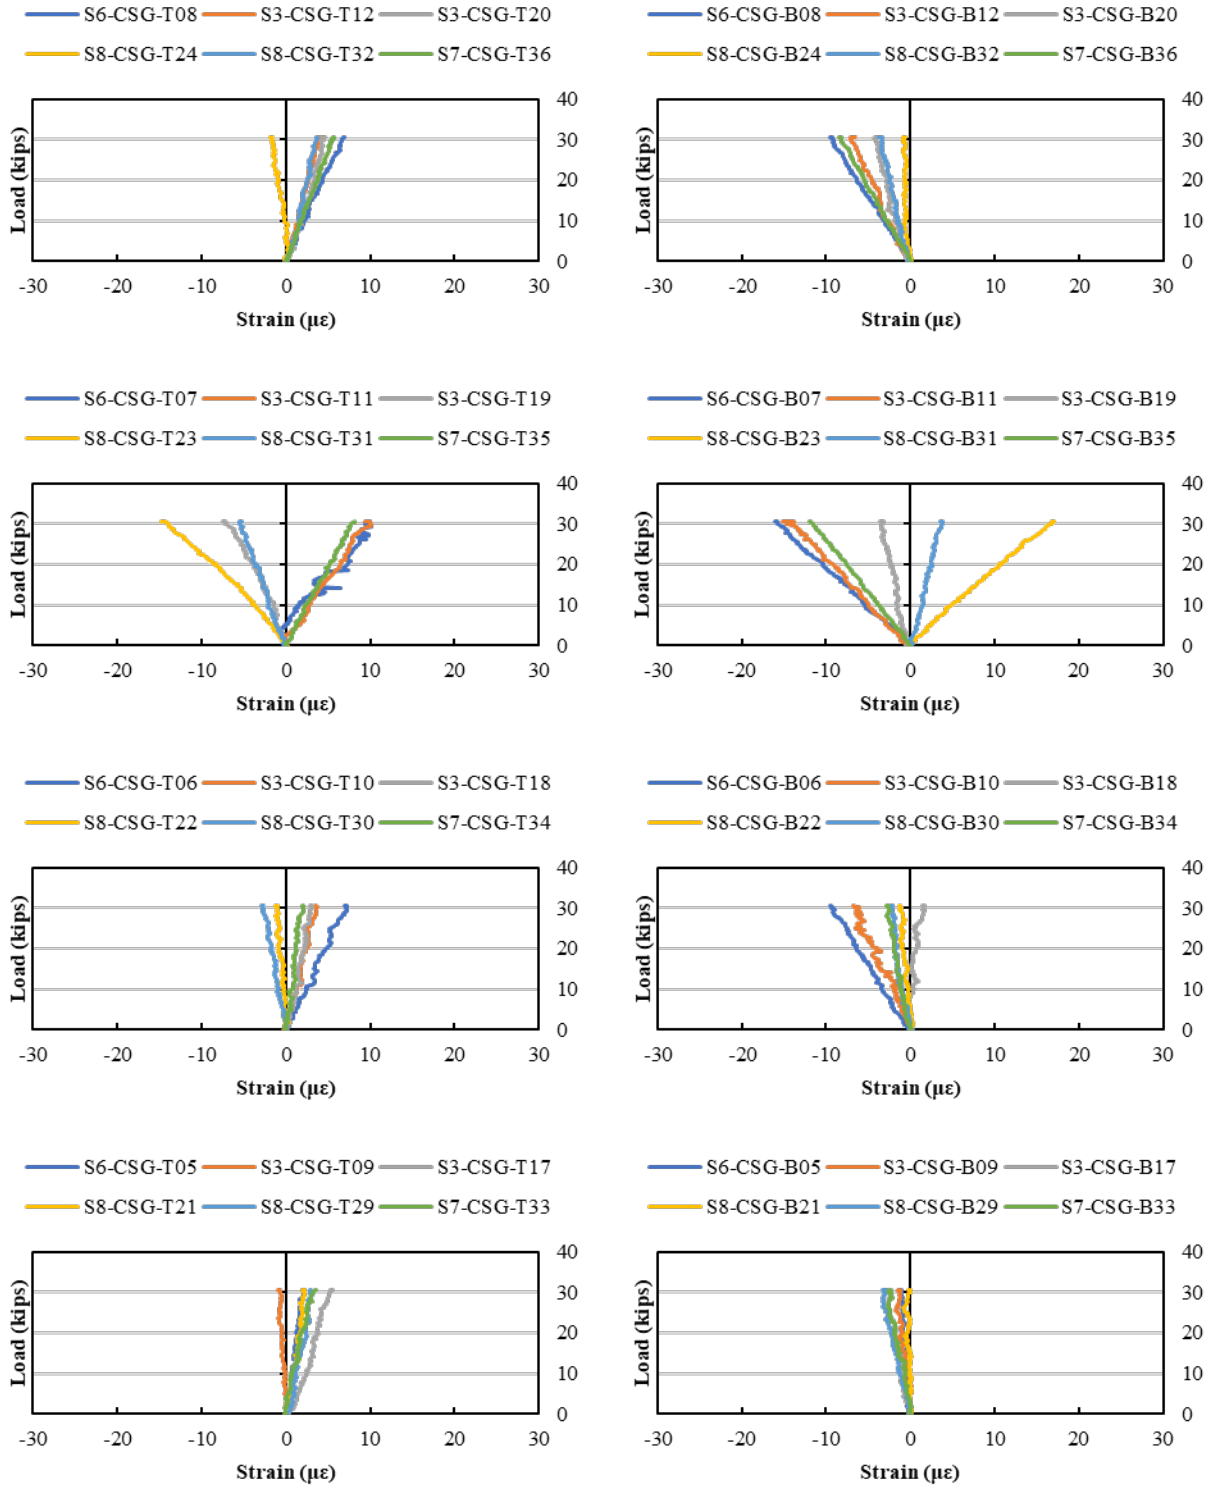 S6-CSG-T08 S3-CSG-T12 S3-CSG-T20
S8-CSG-T24 S8-CSG-T32 S7-CSG-T36
40
30
20
10
0
Load (kips)
-30 -20 -10 0 10 20 30
Strain (με)
S6-CSG-B08 S3-CSG-B12 S3-CSG-B20
S8-CSG-B24 S8-CSG-B32 S7-CSG-B36
40
30
20
10
0
Load (kips)
-30 -20 -10 0 10 20 30
Strain (με)
S6-CSG-T07 S3-CSG-T11 S3-CSG-T19
S8-CSG-T23 S8-CSG-T31 S7-CSG-T35
40
30
20
10
0
Load (kips)
-30 -20 -10 0 10 20 30
Strain (με)
S6-CSG-B07 S3-CSG-B11 S3-CSG-B19
S8-CSG-B23 S8-CSG-B31 S7-CSG-B35
40
30
20
10
0
Load (kips)
-30 -20 -10 0 10 20 30
Strain (με)
S6-CSG-T06 S3-CSG-T10 S3-CSG-T18
S8-CSG-T22 S8-CSG-T30 S7-CSG-T34
40
30
20
10
0
Load (kips)
-30 -20 -10 0 10 20 30
Strain (με)
S6-CSG-B06 S3-CSG-B10 S3-CSG-B18
S8-CSG-B22 S8-CSG-B30 S7-CSG-B34
40
30
20
10
0
Load (kips)
-30 -20 -10 0 10 20 30
Strain (με)
S6-CSG-T05 S3-CSG-T09 S3-CSG-T17
S8-CSG-T21 S8-CSG-T29 S7-CSG-T33
40
30
20
10
0
Load (kips)
-30 -20 -10 0 10 20 30
Strain (με)
S6-CSG-B05 S3-CSG-B09 S3-CSG-B17
S8-CSG-B21 S8-CSG-B29 S7-CSG-B33
40
30
20
10
0
Load (kips)
-30 -20 -10 0 10 20 30
Strain (με)